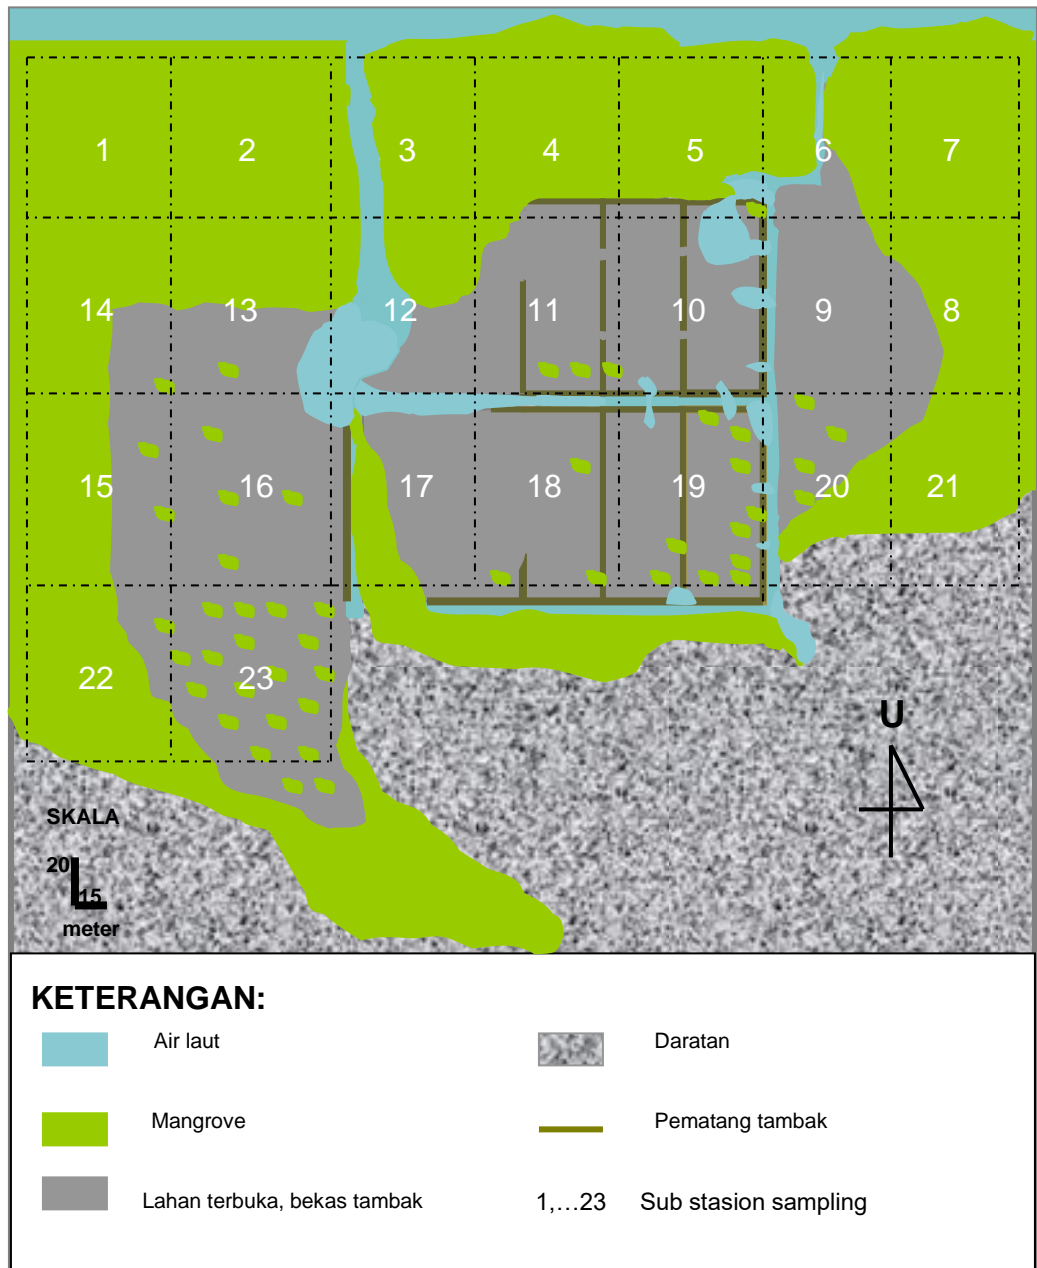 1 2 3 4 5 6 7
14 13 12 11 10 9 8
15 16 17 18 19 20 21
22 23
U
SKALA
20
15
meter
KETERANGAN:
Air laut
Daratan
Mangrove
Pematang tambak
Lahan terbuka, bekas tambak
1,…23 Sub stasion sampling